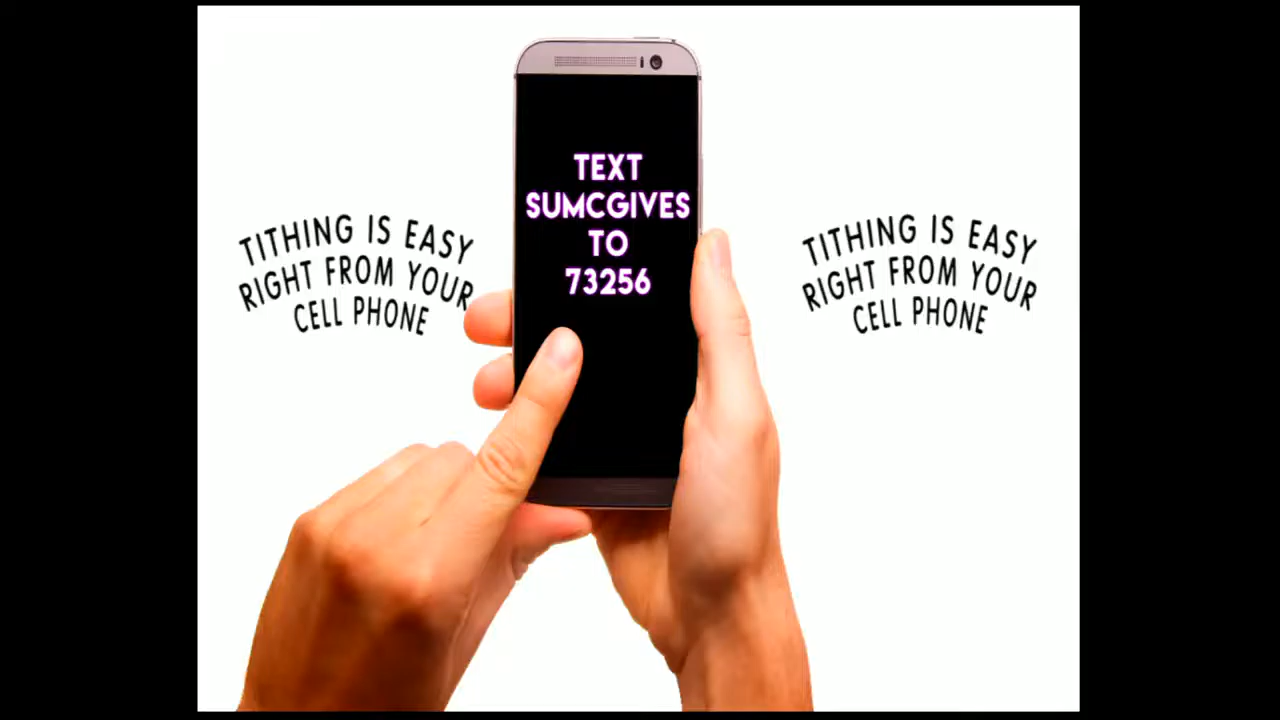 TITHING IS EASY
RIGHT FROM YOUR
CELL PHONE
TEXT
SUMCGIVES
TO
73256
TITHING IS EASY
RIGHT FROM YOUR
CELL PHONE